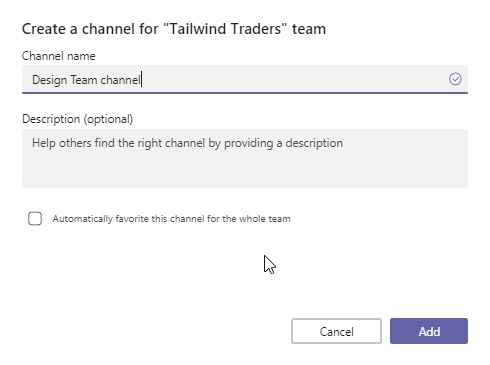 Create a channel for "Tailwind Traders" team
Channel name
Design Team channel
Description (optional)
Help others find the right channel by providing a description
Automatically favorite this channel for the whole team
Cancel
Add